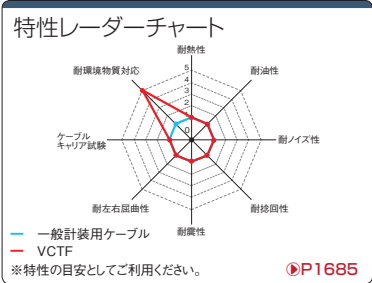 特性レーダーチャート
耐熱性
耐環境物質対応
耐油性
5
4
3
2
0
ケーブル
キャリア試験
耐ノイズ性
耐左右屈曲性
耐捻回性
耐震性
一般計装用ケーブル
VCTF
※特性の目安としてご利用ください。
P1685